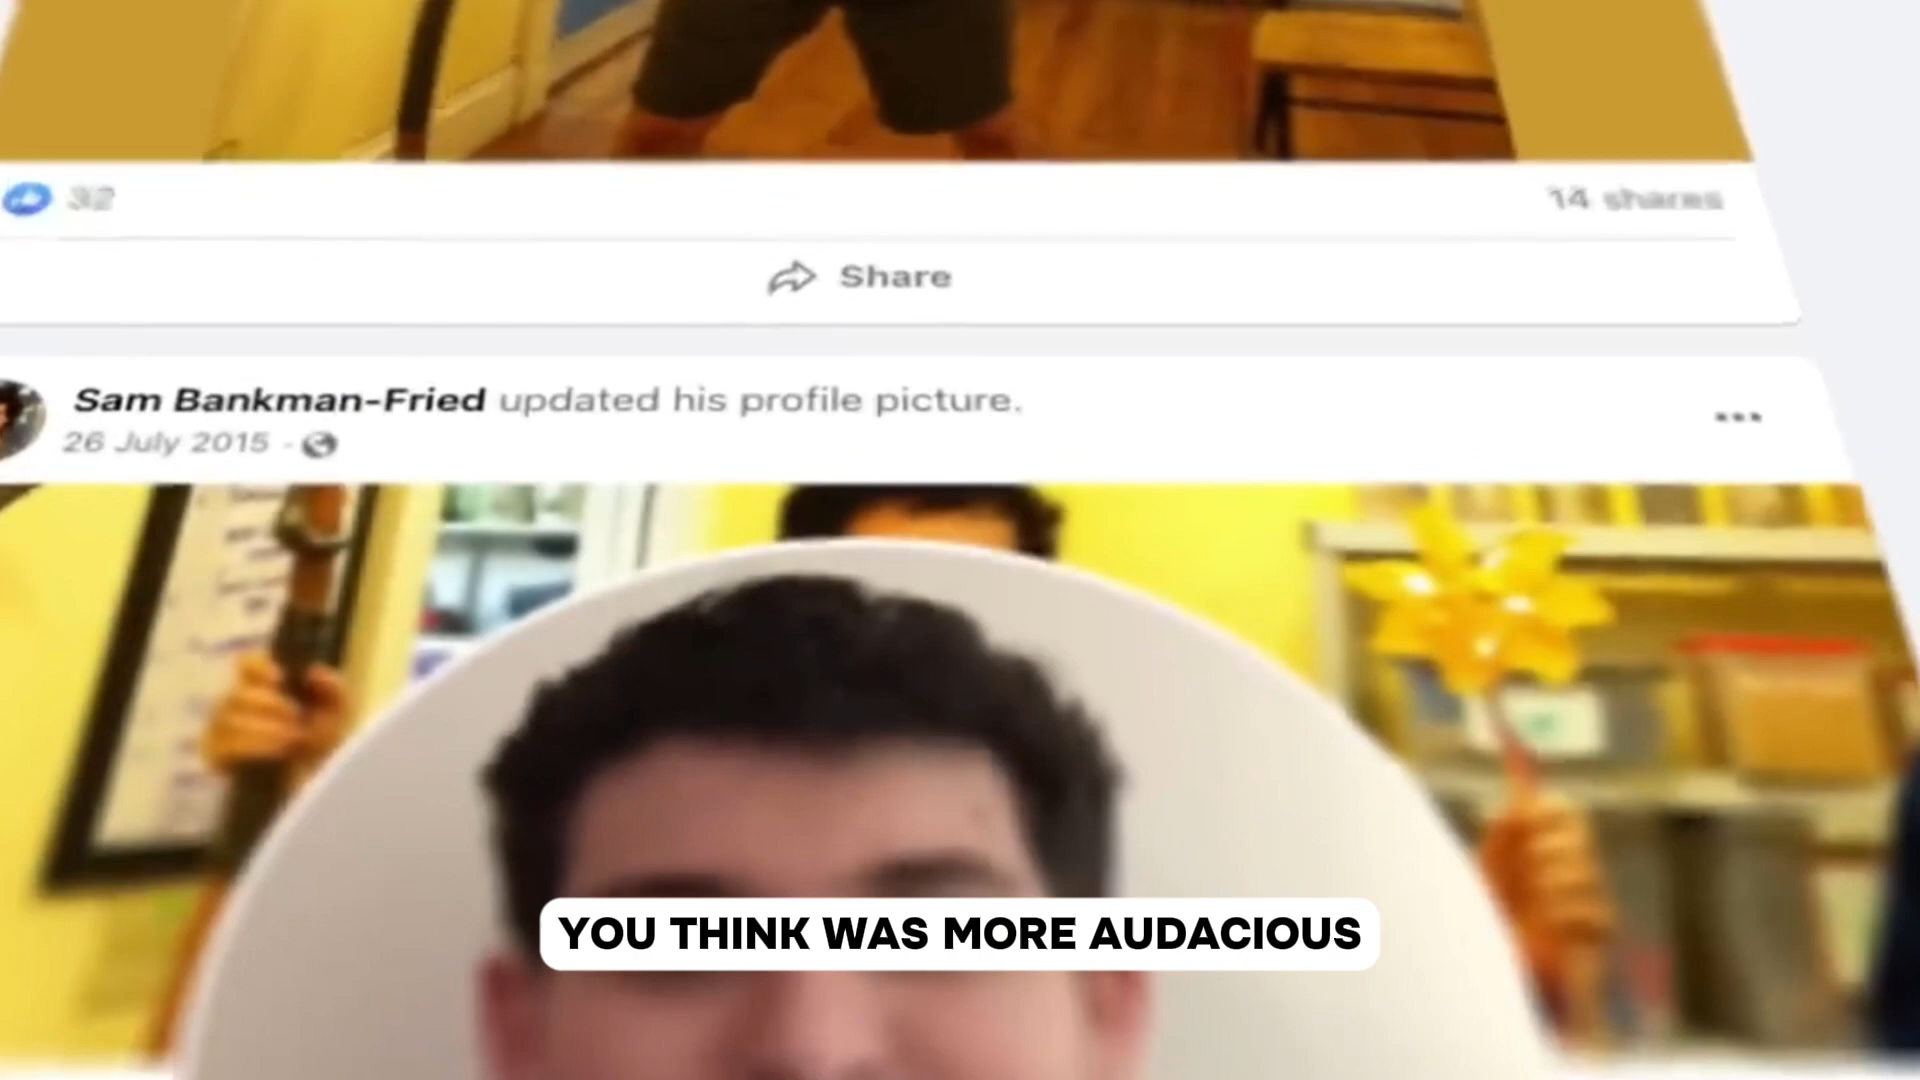 32
14 shares
Share
Sam Bankman-Fried updated his profile picture.
26 July 2015
YOU THINK WAS MORE AUDACIOUS